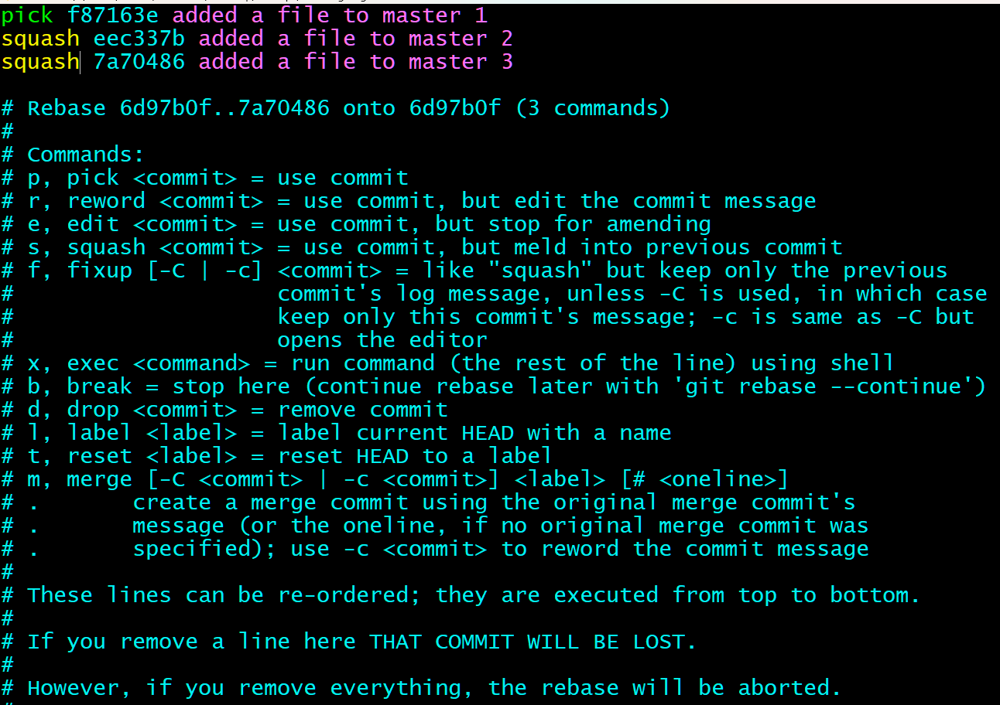 pick f87163e added a file to master 1
squash eec337b added a file to master 2
squash 7a70486 added a file to master 3
# Rebase 6d97b0f..7a70486 onto 6d97b0f (3 commands)
#
# Commands:
# p, pick <commit> = use commit
# r, reword <commit> = use commit, but edit the commit message
# e, edit <commit> = use commit, but stop for amending
# s, squash <commit> = use commit, but meld into previous commit
# f, fixup [-C | -c] <commit> = like "squash" but keep only the previous
#                    commit's log message, unless -C is used, in which case
#                    keep only this commit's message; -c is same as -C but
#                    opens the editor
# x, exec <command> = run command (the rest of the line) using shell
# b, break = stop here (continue rebase later with 'git rebase --continue')
# d, drop <commit> = remove commit
# l, label <label> = label current HEAD with a name
# t, reset <label> = reset HEAD to a label
# m, merge [-C <commit> | -c <commit>] <label> [# <oneline>]
# .       create a merge commit using the original merge commit's
# .       message (or the oneline, if no original merge commit was
# .       specified); use -c <commit> to reword the commit message
#
# These lines can be re-ordered; they are executed from top to bottom.
#
# If you remove a line here THAT COMMIT WILL BE LOST.
#
# However, if you remove everything, the rebase will be aborted.
#